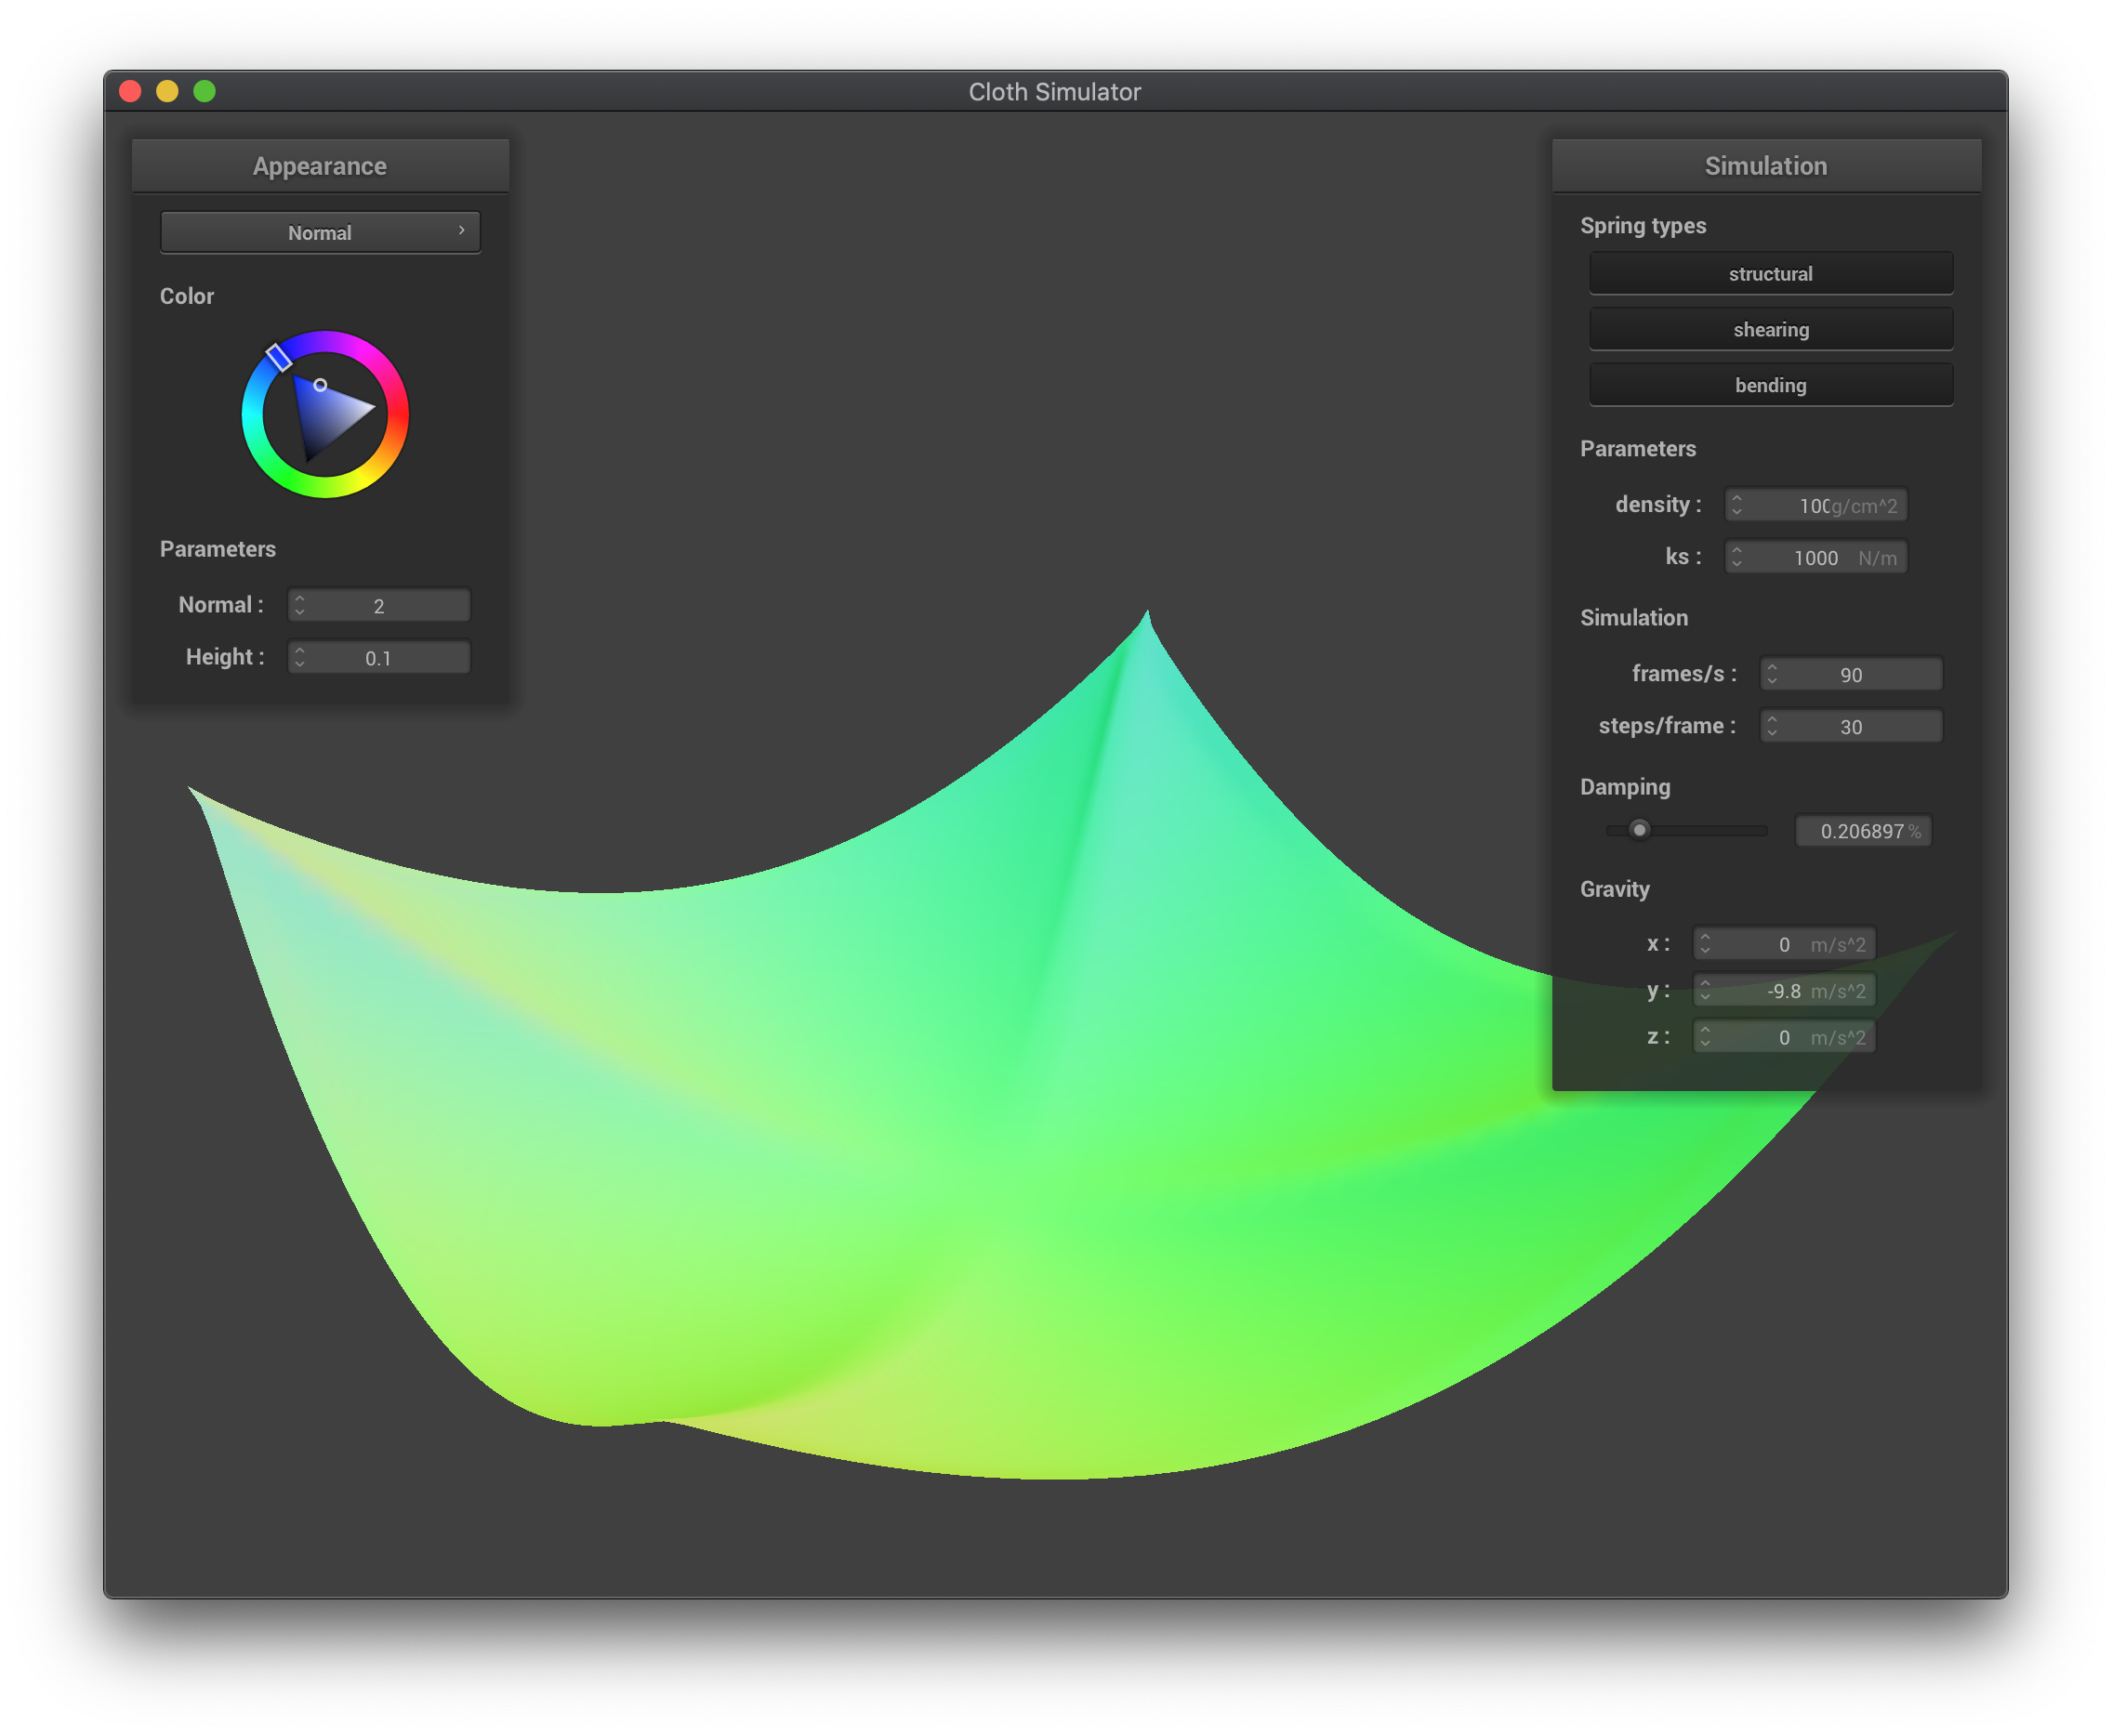 Cloth Simulator
Appearance
Normal
Color
Parameters
Normal :
2
Height :
0.1
Simulation
Spring types
structural
shearing
bending
Parameters
density :
100 g/cm^2
ks :
1000 N/m
Simulation
frames/s :
90
steps/frame :
30
Damping
0.206897 %
Gravity
x :
0 m/s^2
y :
-9.8 m/s^2
z :
0 m/s^2